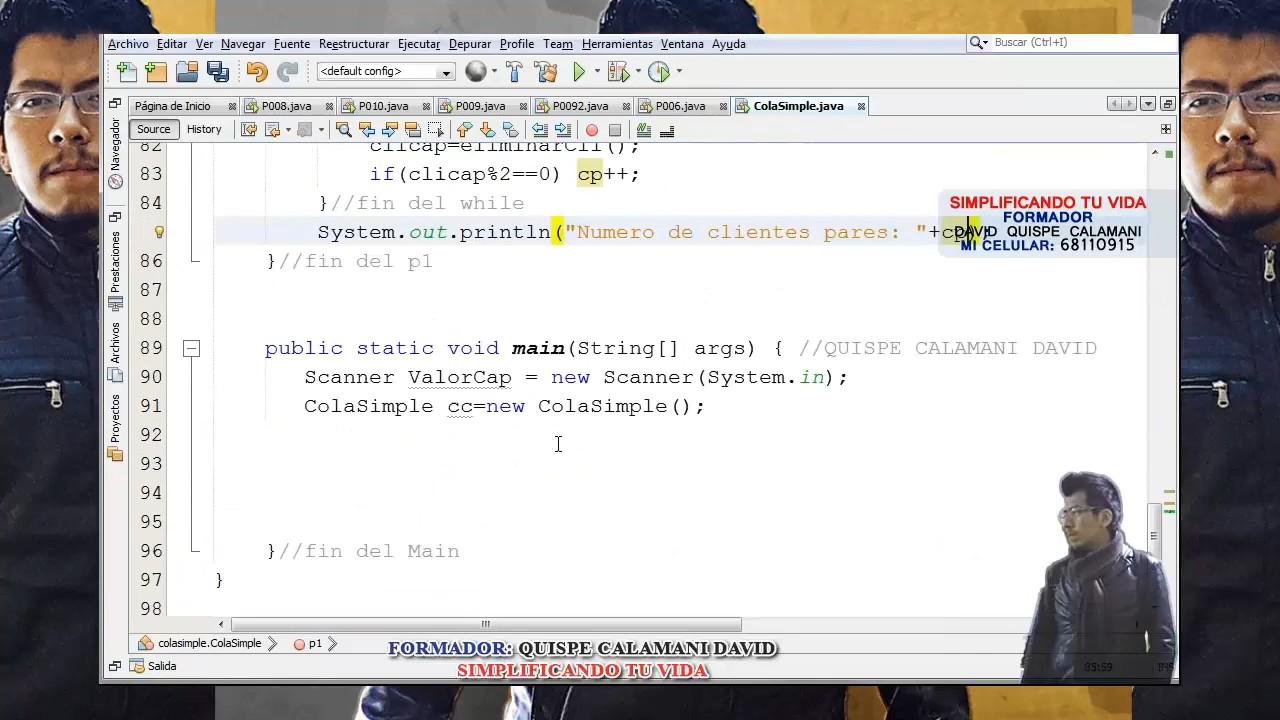 Archivo Editar Ver Navegar Fuente Reestructurar Ejecutar Depurar Profile Team Herramientas Ventana Ayuda
Buscar (Ctrl+I)
<default config>
Página de Inicio P008.java P010.java P009.java P0092.java P006.java ColaSimple.java
Source History
82 clicap=eliminarCli();
83 if(clicap%2==0) cp++;
84 }//fin del while
SIMPLIFICANDO TU VIDA
FORMADOR
DAVID QUISPE CALAMANI
MI CELULAR: 68110915
System.out.println("Numero de clientes pares: "+cp);
86 }//fin del p1
87
88
89 public static void main(String[] args) { //QUISPE CALAMANI DAVID
90 Scanner ValorCap = new Scanner(System.in);
91 ColaSimple cc=new ColaSimple();
92
93
94
95
96 }//fin del Main
97 }
98
Navegador
Prestaciones
Archivos
Proyectos
colasimple.ColaSimple p1
FORMADOR: QUISPE CALAMANI DAVID
Salida
SIMPLIFICANDO TU VIDA
85:59 INS